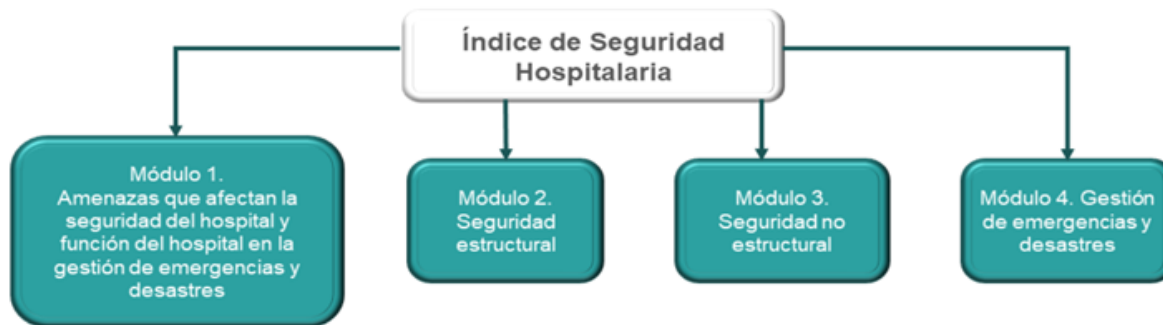 Índice de Seguridad
Hospitalaria
Módulo 1.
Amenazas que afectan la
seguridad del hospital y
función del hospital en la
gestión de emergencias y
desastres
Módulo 2.
Seguridad
estructural
Módulo 3.
Seguridad no
estructural
Módulo 4. Gestión
de emergencias y
desastres